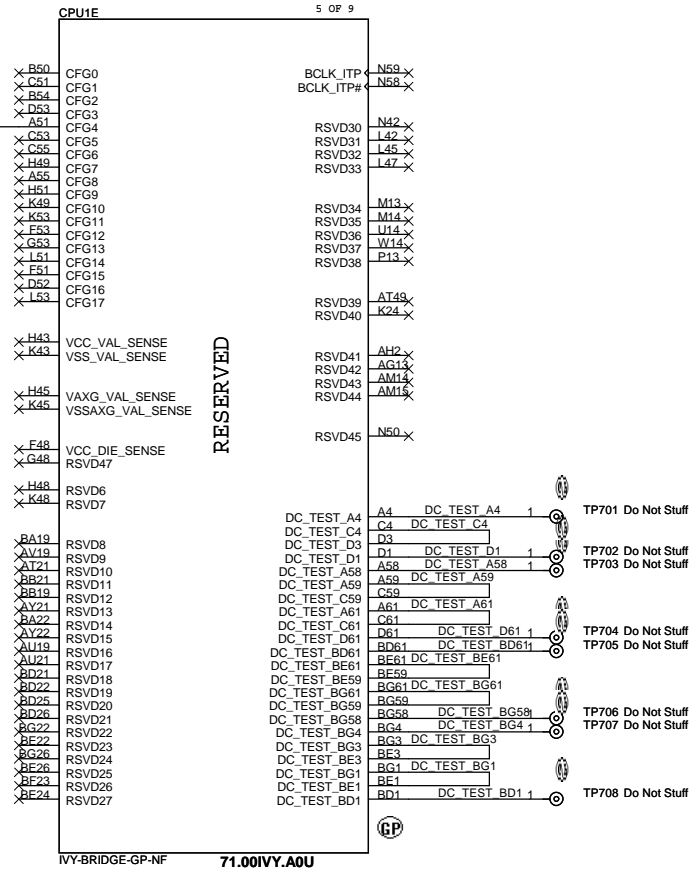 CPU1E
5 OF 9
B50 CFG0
C51 CFG1
B54 CFG2
D53 CFG3
A51 CFG4
C53 CFG5
C55 CFG6
H49 CFG7
A55 CFG8
H51 CFG9
K49 CFG10
K53 CFG11
F53 CFG12
G53 CFG13
L51 CFG14
F51 CFG15
D52 CFG16
L53 CFG17
H43 VCC_VAL_SENSE
K43 VSS_VAL_SENSE
H45 VAXG_VAL_SENSE
K45 VSSAXG_VAL_SENSE
F48 VCC_DIE_SENSE
G48 RSVD47
H48 RSVD6
K48 RSVD7
BA19 RSVD8
AV19 RSVD9
AT21 RSVD10
BB21 RSVD11
BB19 RSVD12
AY21 RSVD13
BA22 RSVD14
AY22 RSVD15
AU19 RSVD16
AU21 RSVD17
BD21 RSVD18
BD22 RSVD19
BD25 RSVD20
BD26 RSVD21
BG22 RSVD22
BE22 RSVD23
BG26 RSVD24
BE26 RSVD25
BF23 RSVD26
BE24 RSVD27
RESERVED
BCLK_ITP N59
BCLK_ITP# N58
RSVD30 N42
RSVD31 L42
RSVD32 L45
RSVD33 L47
RSVD34 M13
RSVD35 M14
RSVD36 U14
RSVD37 W14
RSVD38 P13
RSVD39 AT49
RSVD40 K24
RSVD41 AH2
RSVD42 AG13
RSVD43 AM14
RSVD44 AM15
RSVD45 N50
DC_TEST_A4 A4 DC_TEST_A4 1 TP701 Do Not Stuff
DC_TEST_C4 C4 DC_TEST_C4
DC_TEST_D3 D3
DC_TEST_D1 D1 DC_TEST_D1 1 TP702 Do Not Stuff
DC_TEST_A58 A58 DC_TEST_A58 1 TP703 Do Not Stuff
DC_TEST_A59 A59 DC_TEST_A59
DC_TEST_C59 C59
DC_TEST_A61 A61 DC_TEST_A61
DC_TEST_C61 C61
DC_TEST_D61 D61 DC_TEST_D61 1 TP704 Do Not Stuff
DC_TEST_BD61 BD61 DC_TEST_BD61 1 TP705 Do Not Stuff
DC_TEST_BE61 BE61 DC_TEST_BE61
DC_TEST_BE59 BE59
DC_TEST_BG61 BG61 DC_TEST_BG61
DC_TEST_BG59 BG59
DC_TEST_BG58 BG58 DC_TEST_BG58 1 TP706 Do Not Stuff
DC_TEST_BG4 BG4 DC_TEST_BG4 1 TP707 Do Not Stuff
DC_TEST_BG3 BG3 DC_TEST_BG3
DC_TEST_BE3 BE3
DC_TEST_BG1 BG1 DC_TEST_BG1
DC_TEST_BE1 BE1
DC_TEST_BD1 BD1 DC_TEST_BD1 1 TP708 Do Not Stuff
GP
IVY-BRIDGE-GP-NF
71.00IVY.A0U